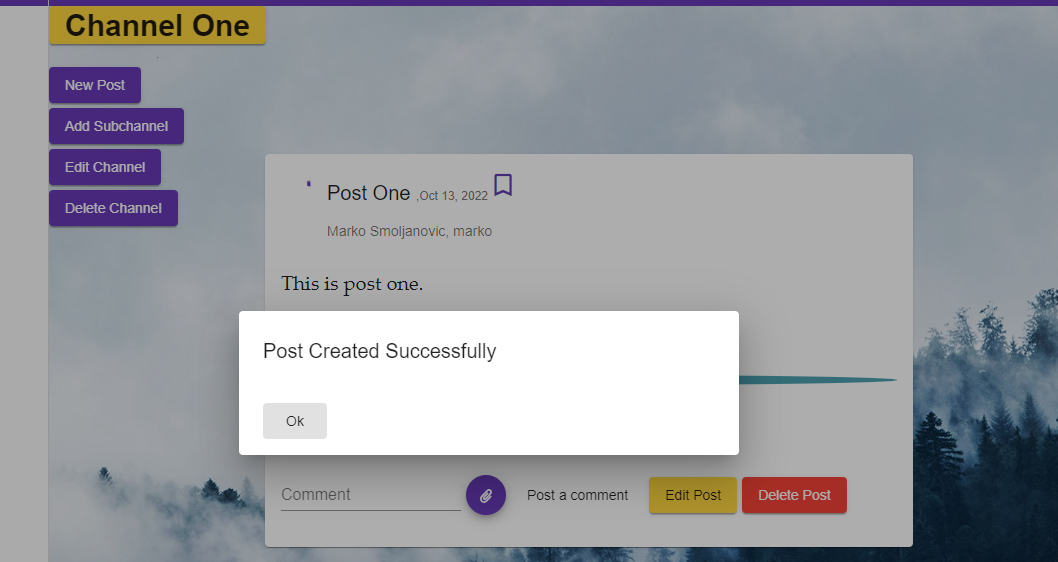 Channel One
New Post
Add Subchannel
Edit Channel
Delete Channel
Post One ,Oct 13, 2022
Marko Smoljanovic, marko
This is post one.
Post Created Successfully
Ok
Comment
Post a comment
Edit Post
Delete Post